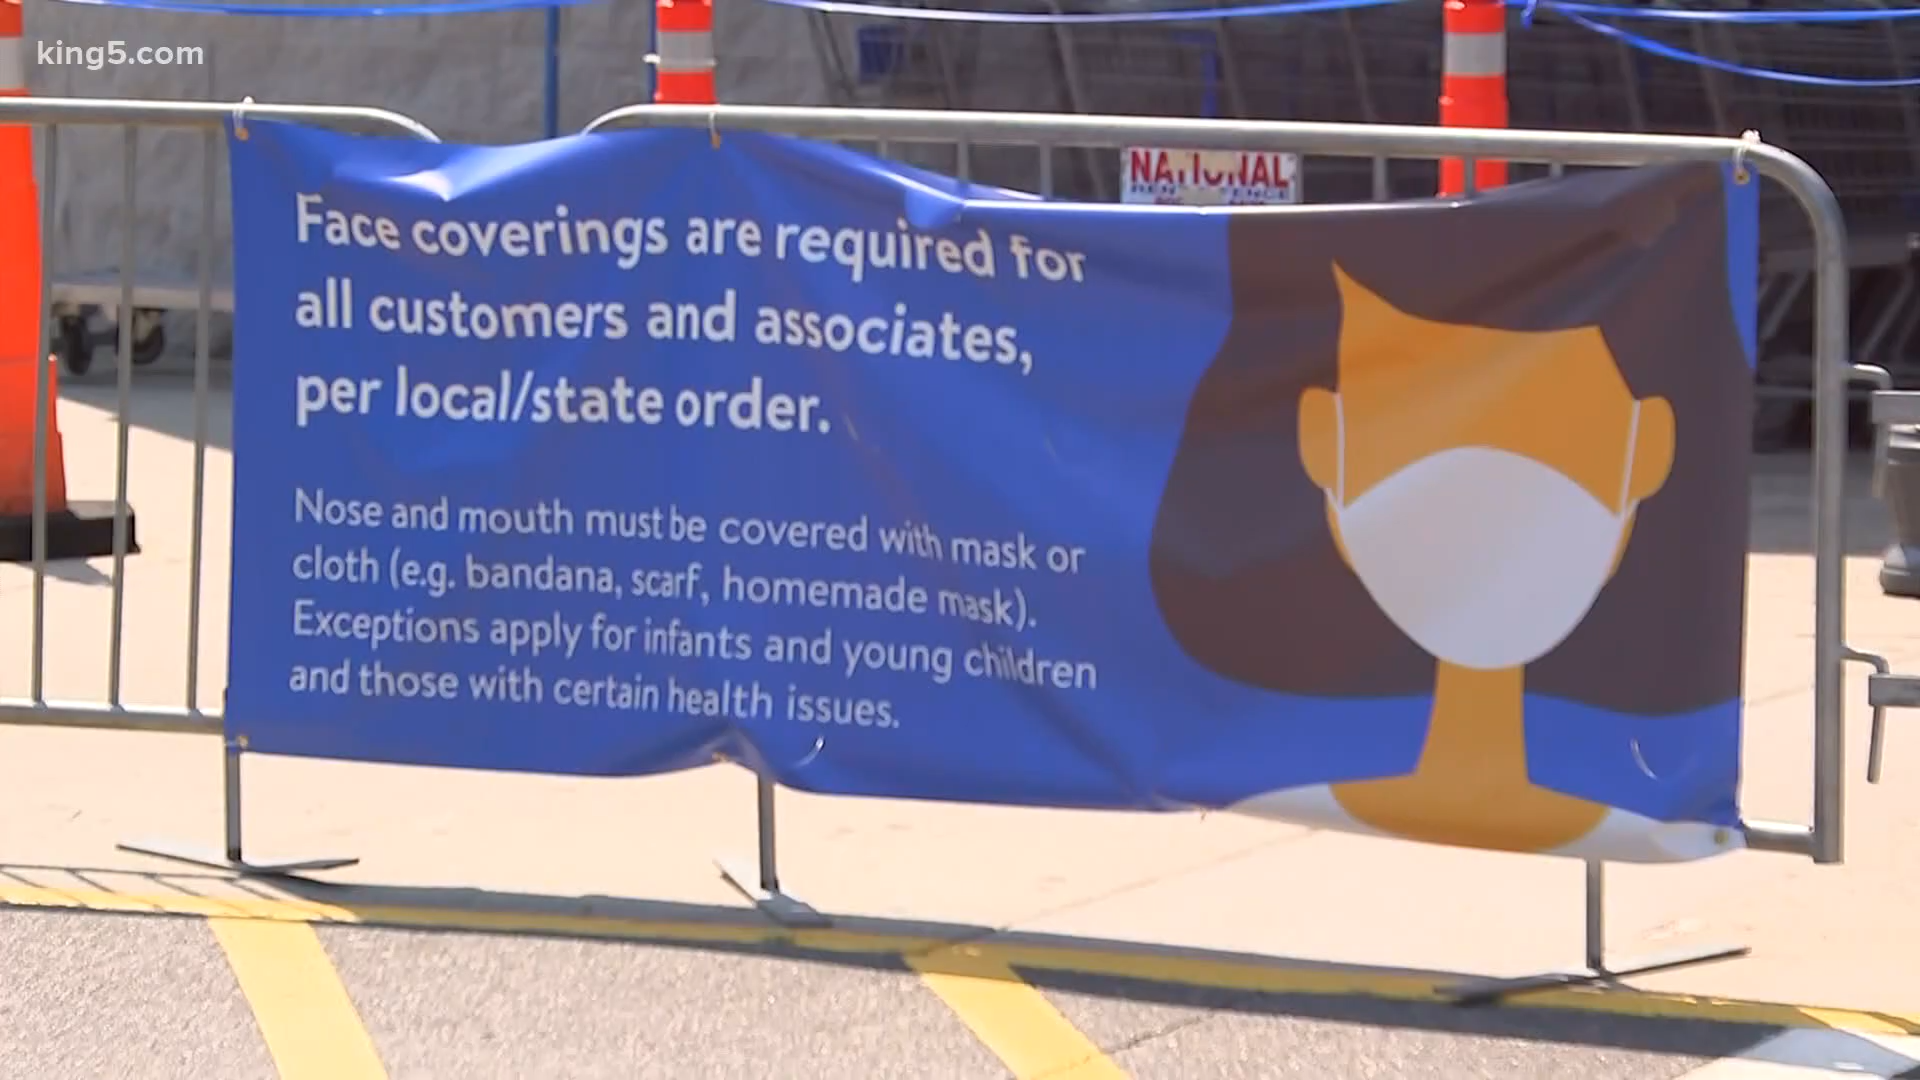 king5.com
NATIONAL
Face coverings are required for
all customers and associates,
per local/state order.
Nose and mouth must be covered with mask or
cloth (e.g. bandana, scarf, homemade mask).
Exceptions apply for infants and young children
and those with certain health issues.